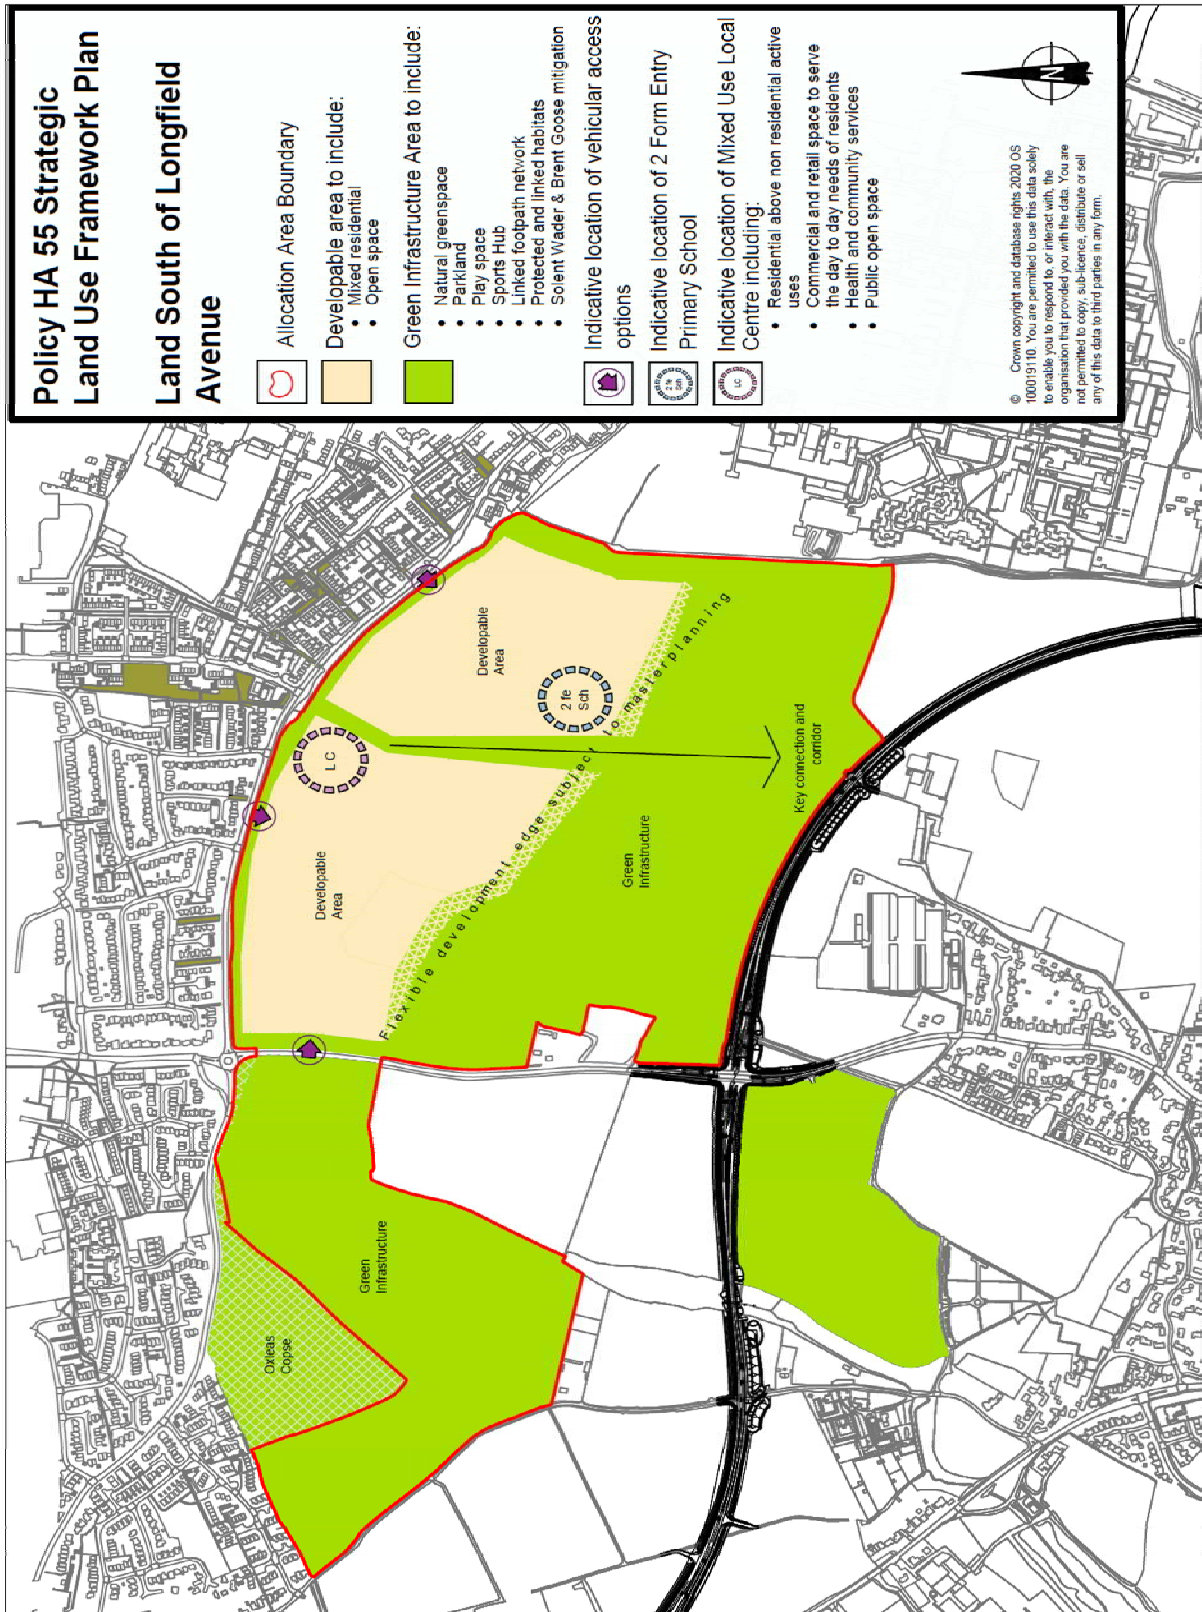 Policy HA 55 Strategic
Land Use Framework Plan
Land South of Longfield
Avenue
Allocation Area Boundary
Developable area to include:
• Mixed residential
• Open space
Green Infrastructure Area to include:
• Natural greenspace
• Parkland
• Play space
• Sports Hub
• Linked footpath network
• Protected and linked habitats
• Solent Wader & Brent Goose mitigation
Indicative location of vehicular access
options
2 fe
Sch
Indicative location of 2 Form Entry
Primary School
LC
Indicative location of Mixed Use Local
Centre including:
• Residential above non residential active
uses
• Commercial and retail space to serve
the day to day needs of residents
• Health and community services
• Public open space
© Crown copyright and database rights 2020 OS
100019110. You are permitted to use this data solely
to enable you to respond to, or interact with, the
organisation that provided you with the data. You are
not permitted to copy, sub-licence, distribute or sell
any of this data to third parties in any form.
N
Oxleas
Copse
Green
Infrastructure
Developable
Area
LC
Developable
Area
2 fe
Sch
Flexible development edge subject to masterplanning
Green
Infrastructure
Key connection and
corridor